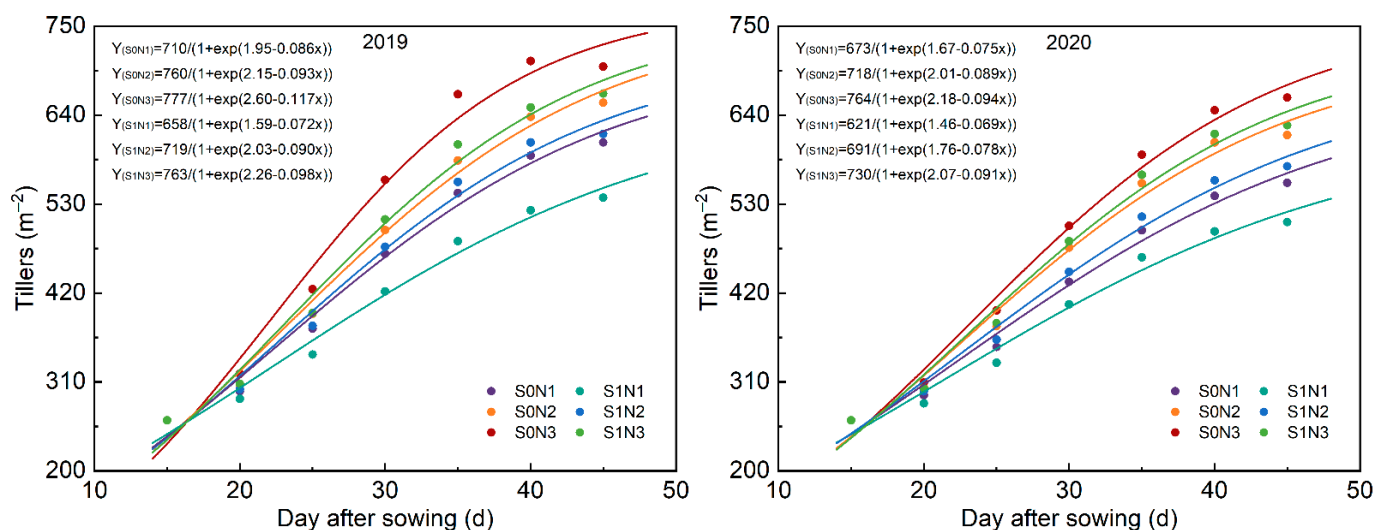 2019
Y(S0N1)=710/(1+exp(1.95-0.086x))
Y(S0N2)=760/(1+exp(2.15-0.093x))
Y(S0N3)=777/(1+exp(2.60-0.117x))
Y(S1N1)=658/(1+exp(1.59-0.072x))
Y(S1N2)=719/(1+exp(2.03-0.090x))
Y(S1N3)=763/(1+exp(2.26-0.098x))
Tillers (m⁻²)
750
640
530
420
310
200
S0N1 S1N1
S0N2 S1N2
S0N3 S1N3
10 20 30 40 50
Day after sowing (d)
2020
Y(S0N1)=673/(1+exp(1.67-0.075x))
Y(S0N2)=718/(1+exp(2.01-0.089x))
Y(S0N3)=764/(1+exp(2.18-0.094x))
Y(S1N1)=621/(1+exp(1.46-0.069x))
Y(S1N2)=691/(1+exp(1.76-0.078x))
Y(S1N3)=730/(1+exp(2.07-0.091x))
Tillers (m⁻²)
750
640
530
420
310
200
S0N1 S1N1
S0N2 S1N2
S0N3 S1N3
10 20 30 40 50
Day after sowing (d)